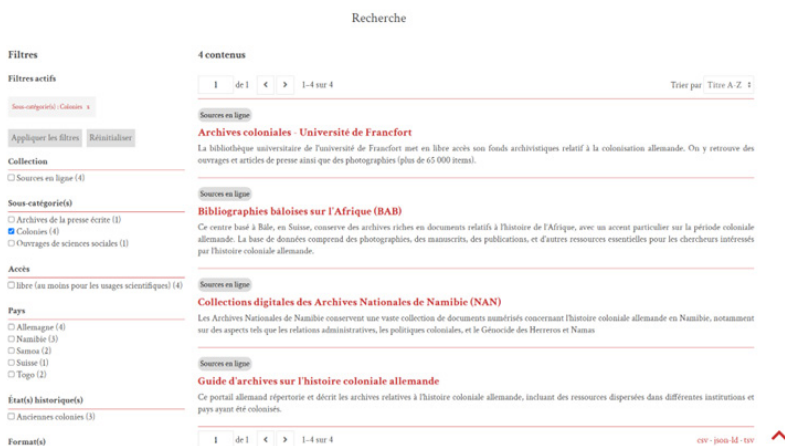 Recherche
Filtres
Filtres actifs
Sous-catégorie(s) : Colonies x
Appliquer les filtres Réinitialiser
Collection
Sources en ligne (4)
Sous-catégorie(s)
Archives de la presse écrite (1)
Colonies (4)
Ouvrages de sciences sociales (1)
Accès
libre (au moins pour les usages scientifiques) (4)
Pays
Allemagne (4)
Namibie (3)
Samoa (2)
Suisse (1)
Togo (2)
État(s) historique(s)
Anciennes colonies (3)
Format(s)
4 contenus
1 de 1 < > 1–4 sur 4
Trier par Titre A-Z
Sources en ligne
Archives coloniales - Université de Francfort
La bibliothèque universitaire de l'université de Francfort met en libre accès son fonds archivistiques relatif à la colonisation allemande. On y retrouve des
ouvrages et articles de presse ainsi que des photographies (plus de 65 000 items).
Sources en ligne
Bibliographies bâloises sur l'Afrique (BAB)
Ce centre basé à Bâle, en Suisse, conserve des archives riches en documents relatifs à l'histoire de l'Afrique, avec un accent particulier sur la période coloniale
allemande. La base de données comprend des photographies, des manuscrits, des publications, et d'autres ressources essentielles pour les chercheurs intéressés
par l'histoire coloniale allemande.
Sources en ligne
Collections digitales des Archives Nationales de Namibie (NAN)
Les Archives Nationales de Namibie conservent une vaste collection de documents numérisés concernant l'histoire coloniale allemande en Namibie, notamment
sur des aspects tels que les relations administratives, les politiques coloniales, et le Génocide des Herreros et Namas
Sources en ligne
Guide d'archives sur l'histoire coloniale allemande
Ce portail allemand répertorie et décrit les archives relatives à l'histoire coloniale allemande, incluant des ressources dispersées dans différentes institutions et
pays ayant été colonisés.
1 de 1 < > 1–4 sur 4
csv - json-ld - tsv